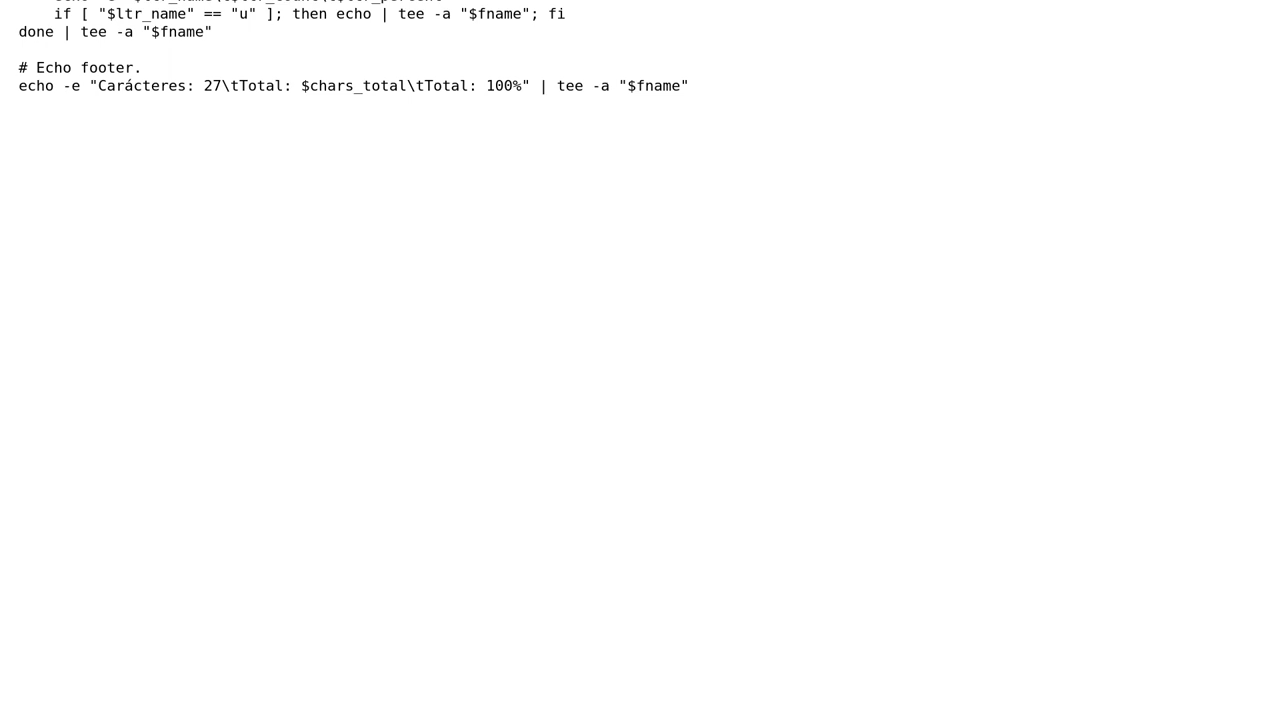 if [ "$ltr_name" == "u" ]; then echo | tee -a "$fname"; fi
done | tee -a "$fname"

# Echo footer.
echo -e "Carácteres: 27\tTotal: $chars_total\tTotal: 100%" | tee -a "$fname"